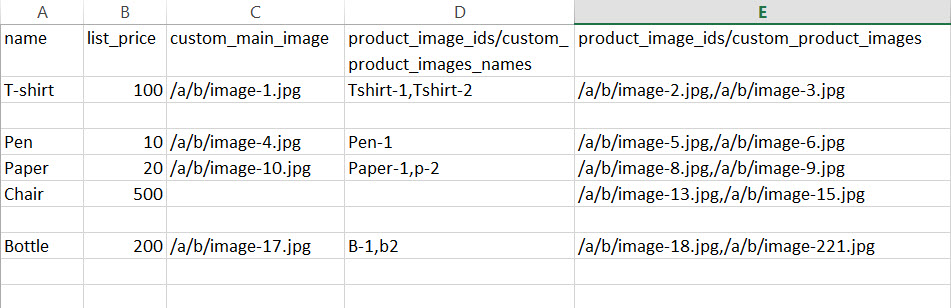 A B C D E
name list_price custom_main_image product_image_ids/custom_ product_image_ids/custom_product_images
product_images_names
T-shirt 100 /a/b/image-1.jpg Tshirt-1,Tshirt-2 /a/b/image-2.jpg,/a/b/image-3.jpg
Pen 10 /a/b/image-4.jpg Pen-1 /a/b/image-5.jpg,/a/b/image-6.jpg
Paper 20 /a/b/image-10.jpg Paper-1,p-2 /a/b/image-8.jpg,/a/b/image-9.jpg
Chair 500 /a/b/image-13.jpg,/a/b/image-15.jpg
Bottle 200 /a/b/image-17.jpg B-1,b2 /a/b/image-18.jpg,/a/b/image-221.jpg